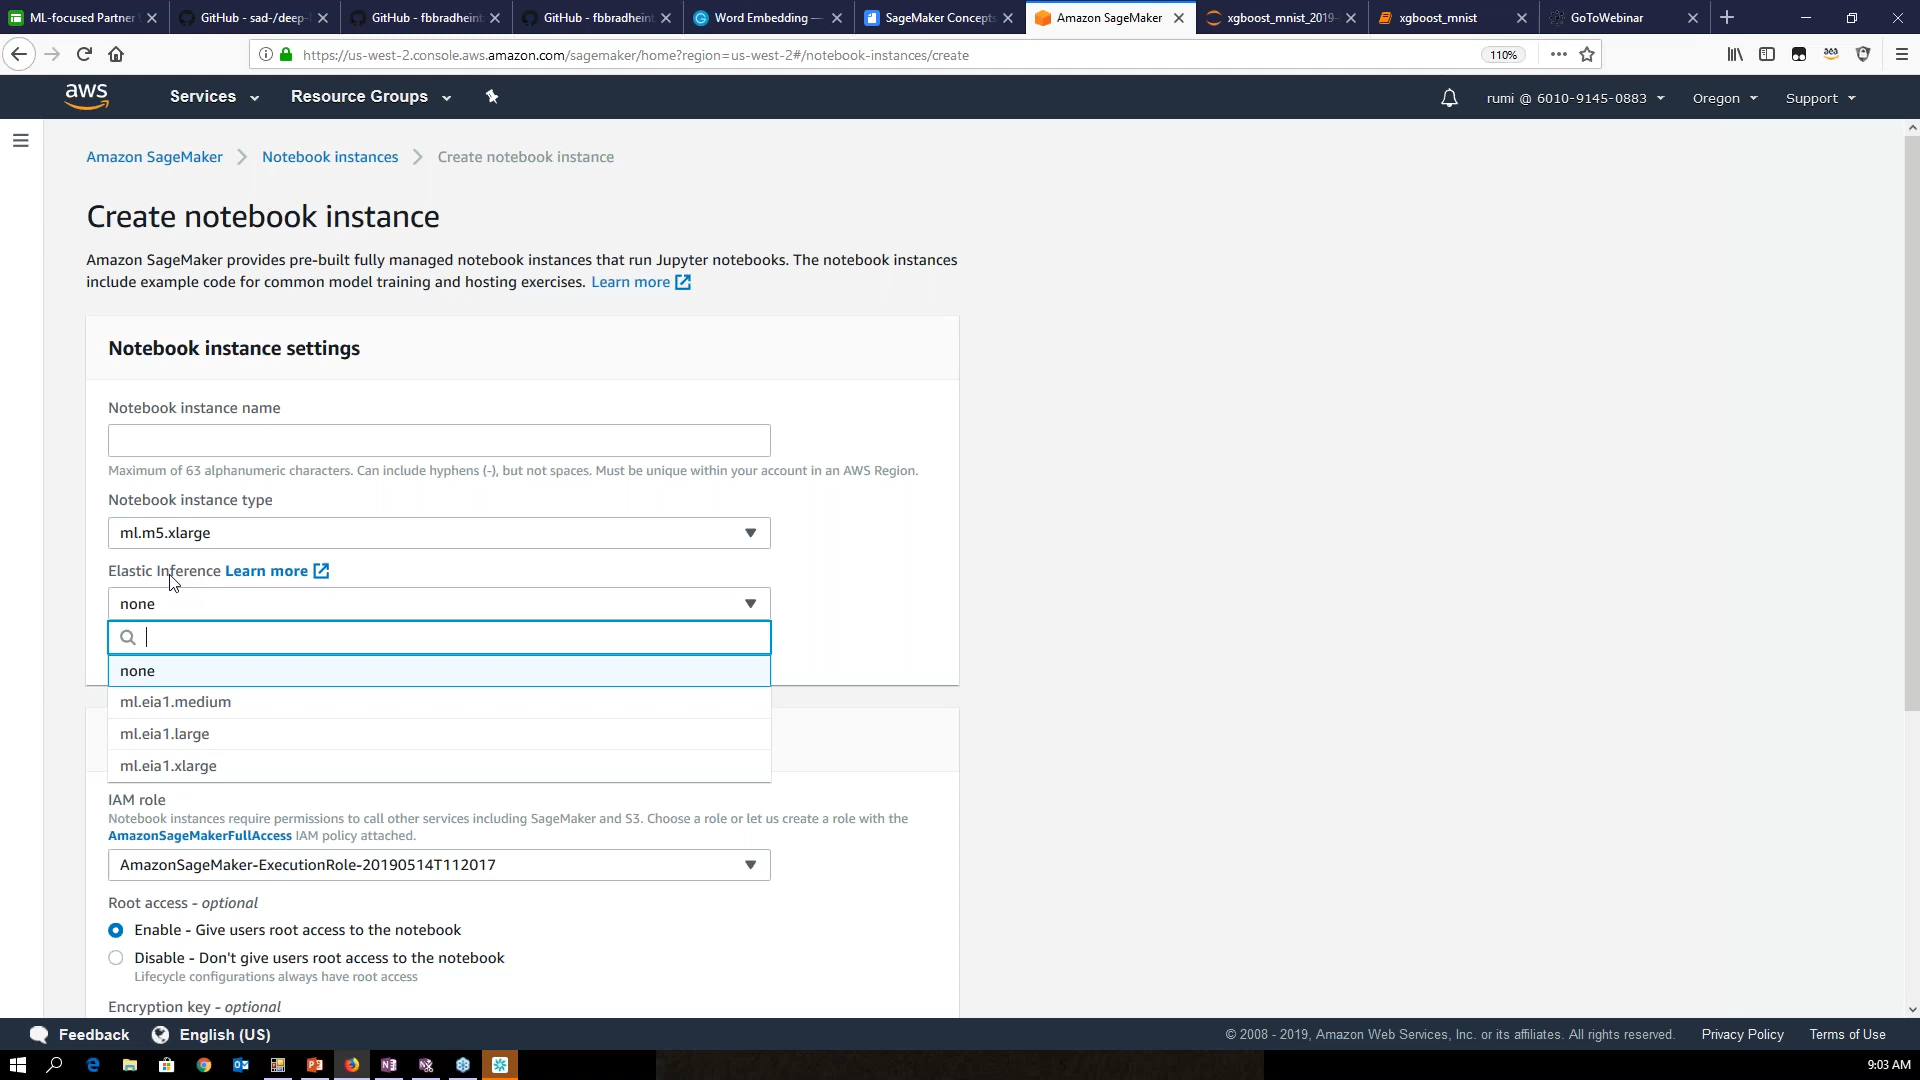 ML-focused Partner
GitHub - sad-/deep-
GitHub - fbbradheint
GitHub - fbbradheint
Word Embedding —
SageMaker Concepts
Amazon SageMaker
xgboost_mnist_2019-
xgboost_mnist
GoToWebinar
https://us-west-2.console.aws.amazon.com/sagemaker/home?region=us-west-2#/notebook-instances/create
110%
aws
Services
Resource Groups
rumi @ 6010-9145-0883
Oregon
Support
Amazon SageMaker
Notebook instances
Create notebook instance
Create notebook instance
Amazon SageMaker provides pre-built fully managed notebook instances that run Jupyter notebooks. The notebook instances
include example code for common model training and hosting exercises. Learn more
Notebook instance settings
Notebook instance name
Maximum of 63 alphanumeric characters. Can include hyphens (-), but not spaces. Must be unique within your account in an AWS Region.
Notebook instance type
ml.m5.xlarge
Elastic Inference Learn more
none
none
ml.eia1.medium
ml.eia1.large
ml.eia1.xlarge
IAM role
Notebook instances require permissions to call other services including SageMaker and S3. Choose a role or let us create a role with the
AmazonSageMakerFullAccess IAM policy attached.
AmazonSageMaker-ExecutionRole-20190514T112017
Root access - optional
Enable - Give users root access to the notebook
Disable - Don't give users root access to the notebook
Lifecycle configurations always have root access
Encryption key - optional
Feedback
English (US)
© 2008 - 2019, Amazon Web Services, Inc. or its affiliates. All rights reserved.
Privacy Policy
Terms of Use
9:03 AM